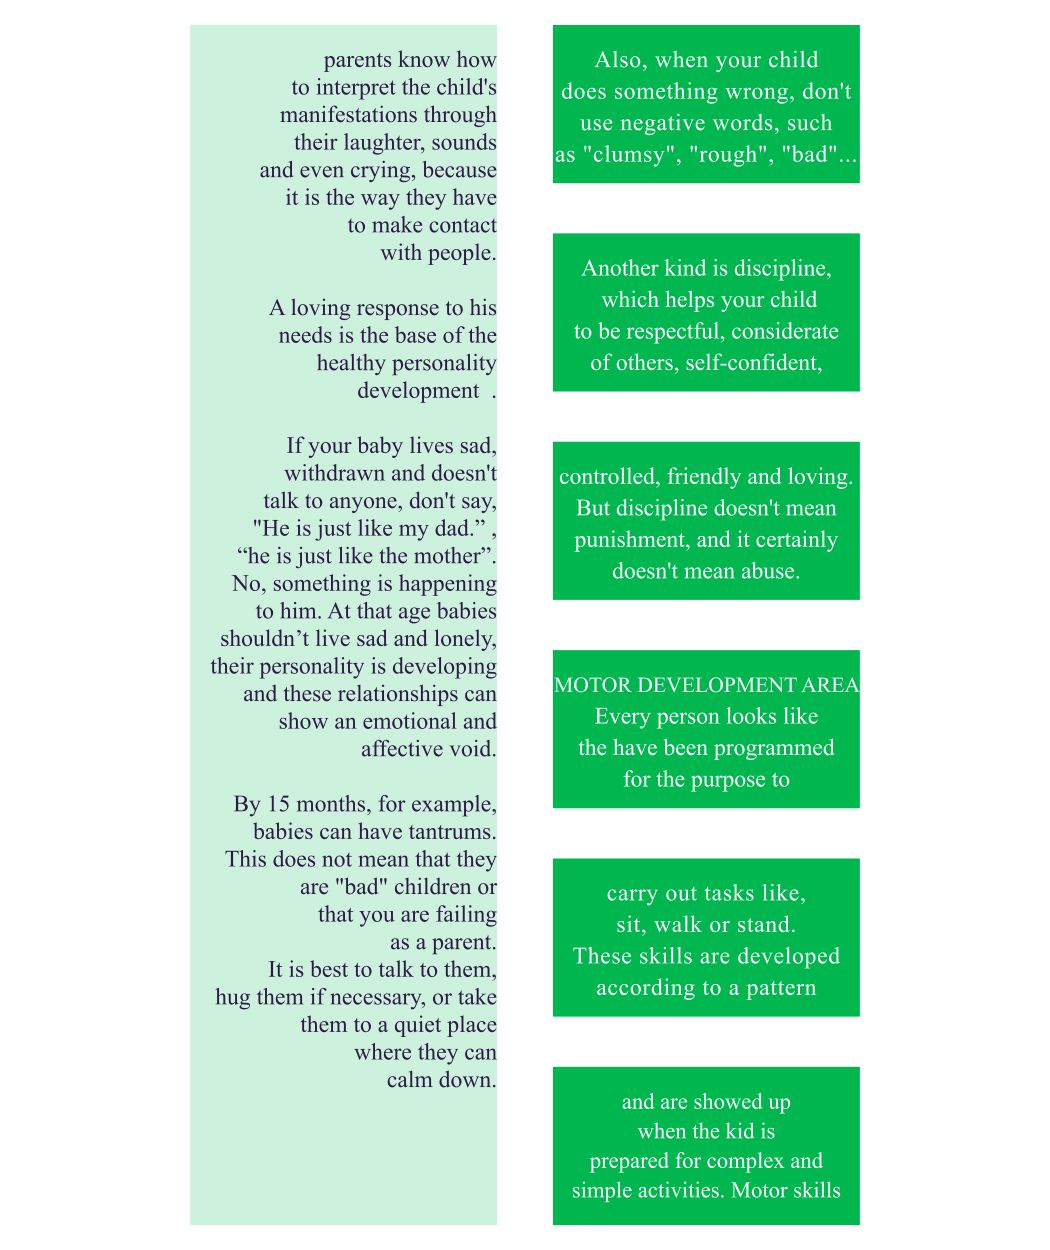 parents know how
to interpret the child's
manifestations through
their laughter, sounds
and even crying, because
it is the way they have
to make contact
with people.
A loving response to his
needs is the base of the
healthy personality
development .
If your baby lives sad,
withdrawn and doesn't
talk to anyone, don't say,
"He is just like my dad.” ,
“he is just like the mother”.
No, something is happening
to him. At that age babies
shouldn’t live sad and lonely,
their personality is developing
and these relationships can
show an emotional and
affective void.
By 15 months, for example,
babies can have tantrums.
This does not mean that they
are "bad" children or
that you are failing
as a parent.
It is best to talk to them,
hug them if necessary, or take
them to a quiet place
where they can
calm down.
Also, when your child
does something wrong, don't
use negative words, such
as "clumsy", "rough", "bad"...
Another kind is discipline,
which helps your child
to be respectful, considerate
of others, self-confident,
controlled, friendly and loving.
But discipline doesn't mean
punishment, and it certainly
doesn't mean abuse.
MOTOR DEVELOPMENT AREA
Every person looks like
the have been programmed
for the purpose to
carry out tasks like,
sit, walk or stand.
These skills are developed
according to a pattern
and are showed up
when the kid is
prepared for complex and
simple activities. Motor skills